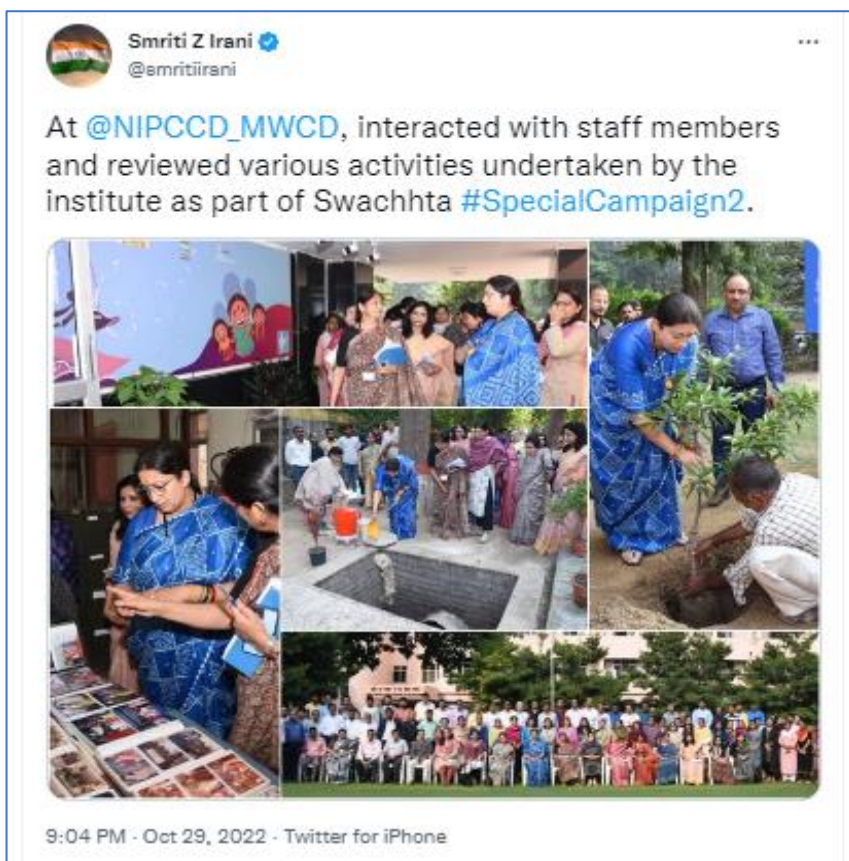 Smriti Z Irani
@smritiirani
At @NIPCCD_MWCD, interacted with staff members
and reviewed various activities undertaken by the
institute as part of Swachhta #SpecialCampaign2.
9:04 PM · Oct 29, 2022 · Twitter for iPhone